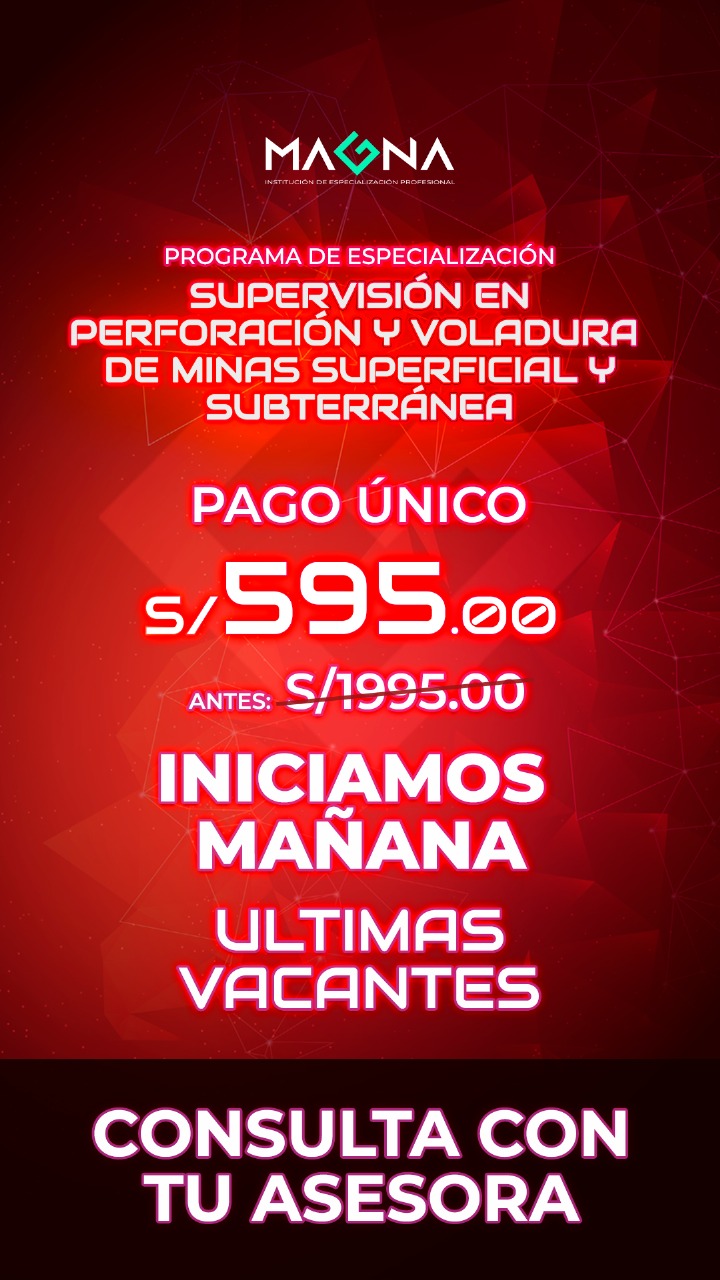 MAGNA
INSTITUCIÓN DE ESPECIALIZACIÓN PROFESIONAL
PROGRAMA DE ESPECIALIZACIÓN
SUPERVISIÓN EN
PERFORACIÓN Y VOLADURA
DE MINAS SUPERFICIAL Y
SUBTERRÁNEA
PAGO ÚNICO
S/595.00
ANTES: S/1995.00
INICIAMOS
MAÑANA
ULTIMAS
VACANTES
CONSULTA CON
TU ASESORA